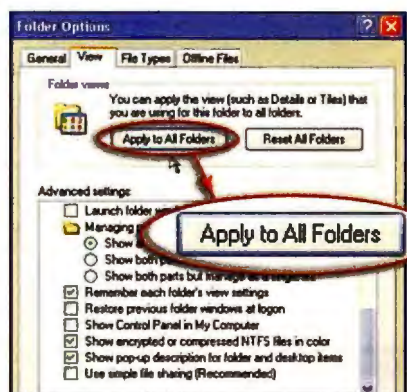 Folder Options
General View File Types Offline Files
Folder views
You can apply the view (such as Details or Tiles) that
you are using for this folder to all folders.
Apply to All Folders Reset All Folders
Advanced settings:
Launch folder
Managing
Show
Show both
Show both parts but manage
Apply to All Folders
Remember each folder's view settings
Restore previous folder windows at logon
Show Control Panel in My Computer
Show encrypted or compressed NTFS files in color
Show pop-up description for folder and desktop items
Use simple file sharing (Recommended)